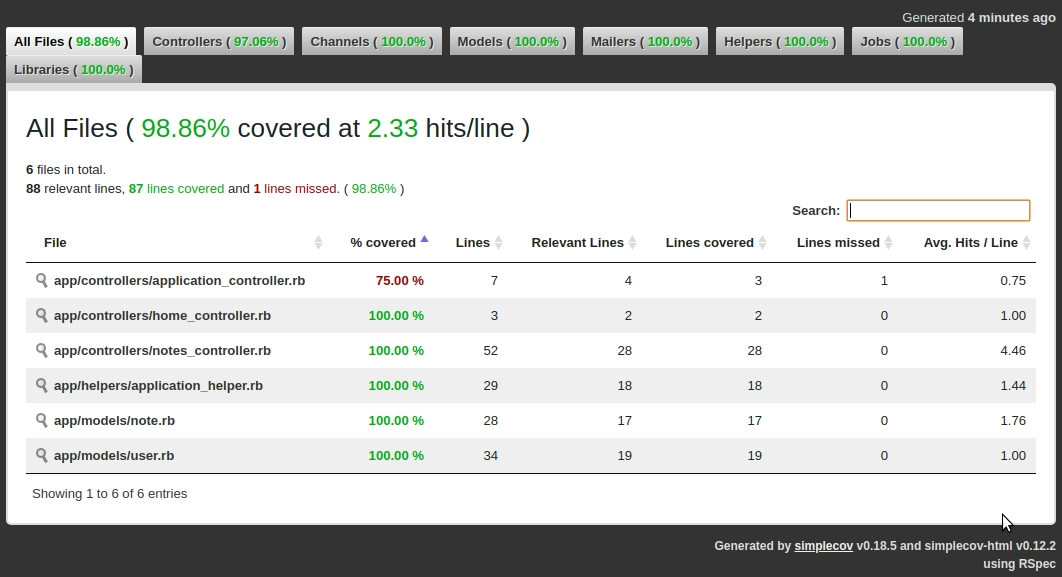 Generated 4 minutes ago
All Files ( 98.86% ) Controllers ( 97.06% ) Channels ( 100.0% ) Models ( 100.0% ) Mailers ( 100.0% ) Helpers ( 100.0% ) Jobs ( 100.0% )
Libraries ( 100.0% )
All Files ( 98.86% covered at 2.33 hits/line )
6 files in total.
88 relevant lines, 87 lines covered and 1 lines missed. ( 98.86% )
Search:
File % covered Lines Relevant Lines Lines covered Lines missed Avg. Hits / Line
app/controllers/application_controller.rb 75.00 % 7 4 3 1 0.75
app/controllers/home_controller.rb 100.00 % 3 2 2 0 1.00
app/controllers/notes_controller.rb 100.00 % 52 28 28 0 4.46
app/helpers/application_helper.rb 100.00 % 29 18 18 0 1.44
app/models/note.rb 100.00 % 28 17 17 0 1.76
app/models/user.rb 100.00 % 34 19 19 0 1.00
Showing 1 to 6 of 6 entries
Generated by simplecov v0.18.5 and simplecov-html v0.12.2
using RSpec